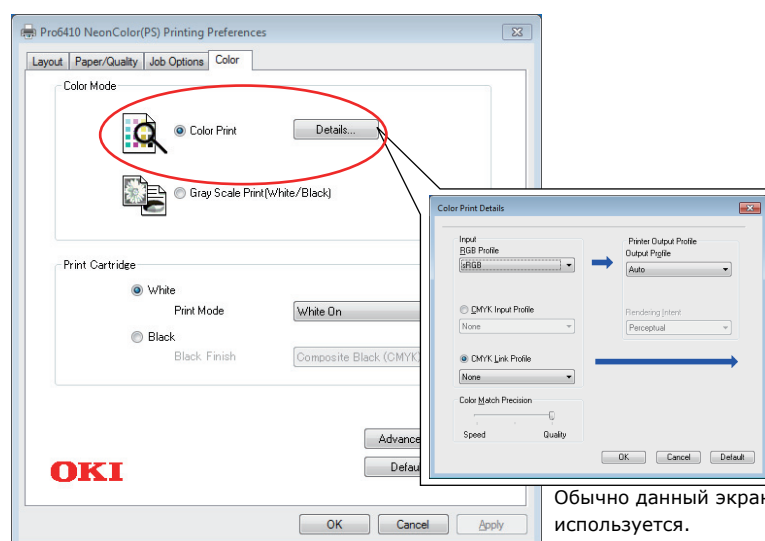 Pro6410 NeonColor(PS) Printing Preferences
Layout Paper/Quality Job Options Color
Color Mode
Color Print
Details...
Gray Scale Print(White/Black)
Print Cartridge
White
Print Mode
White On
Black
Black Finish
Composite Black (CMYK)
OKI
OK
Cancel
Apply
Color Print Details
Input
RGB Profile
sRGB
CMYK Input Profile
None
CMYK Link Profile
None
Color Match Precision
Speed
Quality
Printer Output Profile
Output Profile
Auto
Rendering Intent
Perceptual
OK
Cancel
Default
Обычно данный экран
используется.